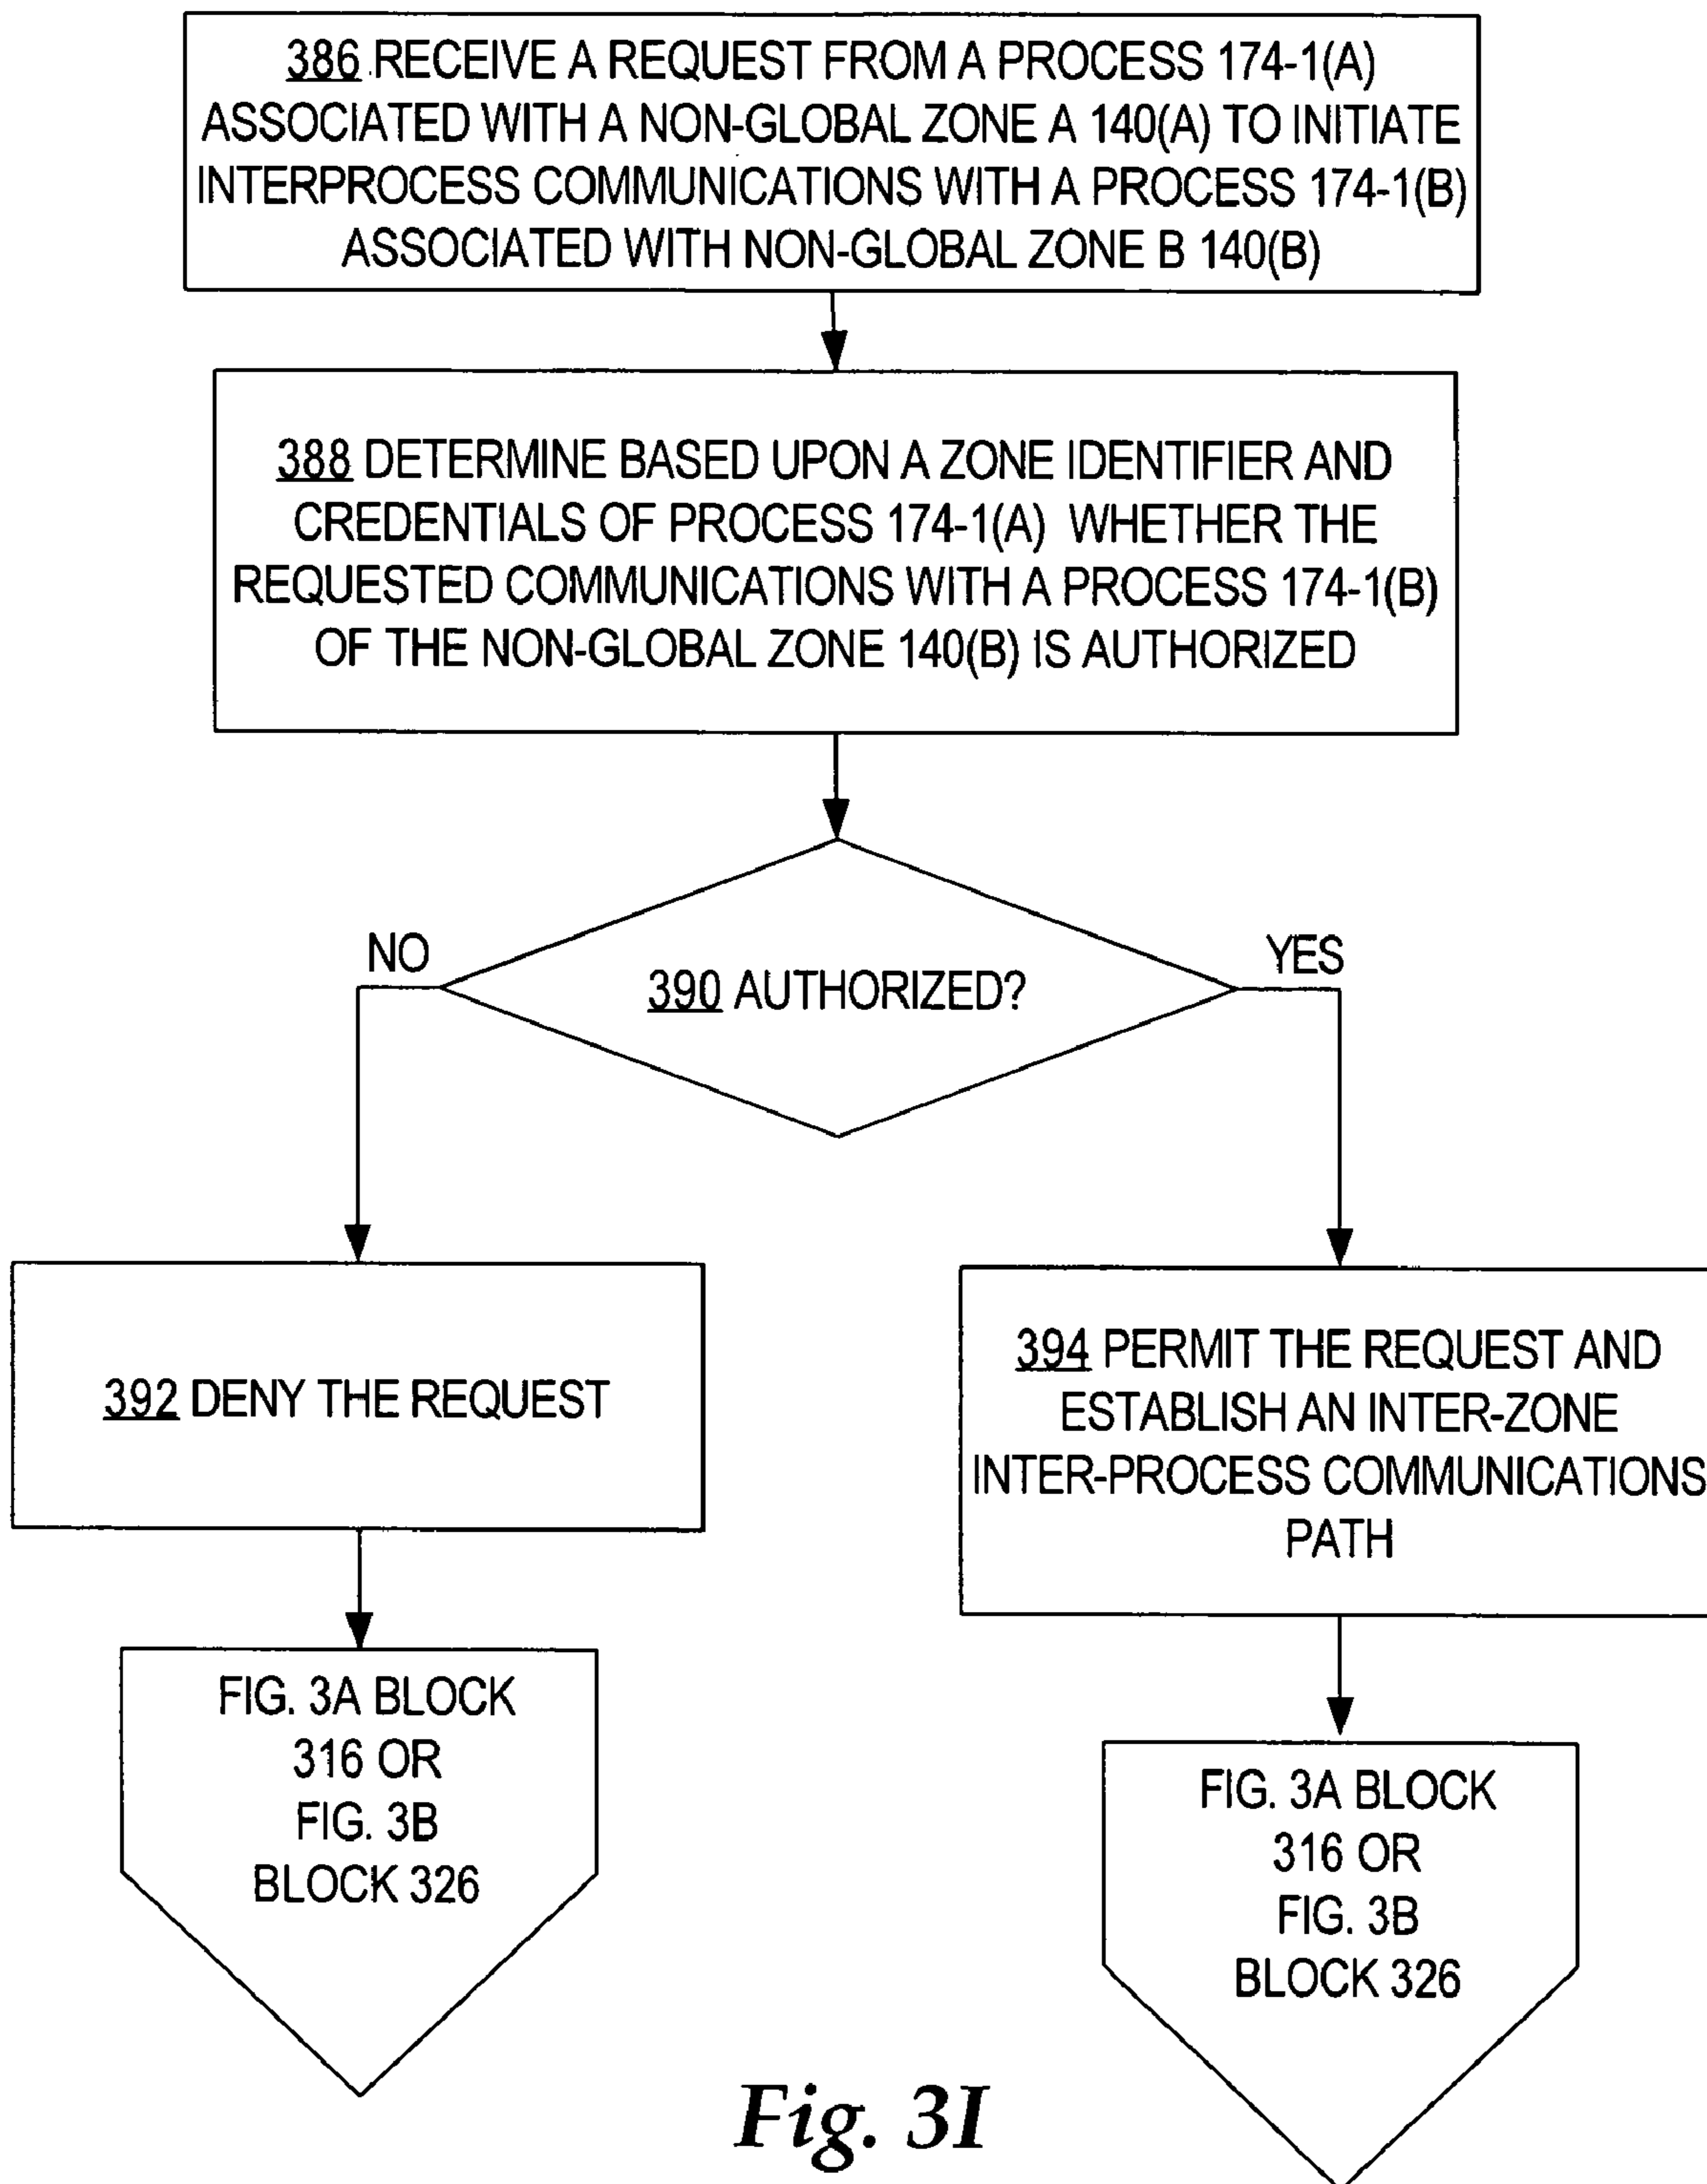 386 RECEIVE A REQUEST FROM A PROCESS 174-1(A)
ASSOCIATED WITH A NON-GLOBAL ZONE A 140(A) TO INITIATE
INTERPROCESS COMMUNICATIONS WITH A PROCESS 174-1(B)
ASSOCIATED WITH NON-GLOBAL ZONE B 140(B)
388 DETERMINE BASED UPON A ZONE IDENTIFIER AND
CREDENTIALS OF PROCESS 174-1(A) WHETHER THE
REQUESTED COMMUNICATIONS WITH A PROCESS 174-1(B)
OF THE NON-GLOBAL ZONE 140(B) IS AUTHORIZED
NO
YES
390 AUTHORIZED?
392 DENY THE REQUEST
394 PERMIT THE REQUEST AND
ESTABLISH AN INTER-ZONE
INTER-PROCESS COMMUNICATIONS
PATH
FIG. 3A BLOCK
316 OR
FIG. 3B
BLOCK 326
FIG. 3A BLOCK
316 OR
FIG. 3B
BLOCK 326
Fig. 3I